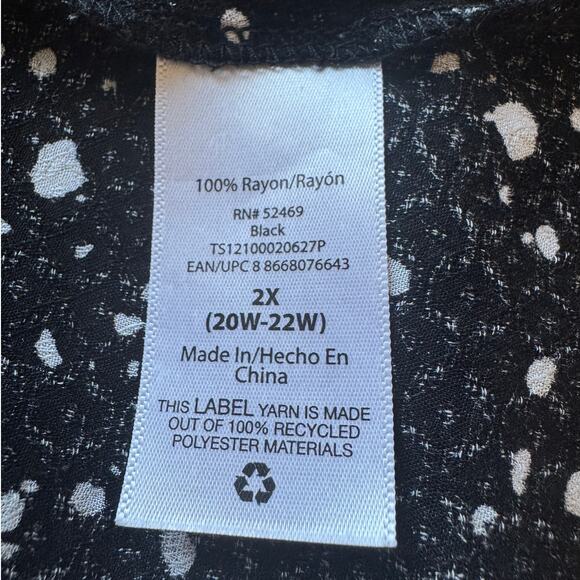 100% Rayon/Rayón
RN# 52469
Black
TS12100020627P
EAN/UPC 8 8668076643
2X
(20W-22W)
Made In/Hecho En
China
THIS LABEL YARN IS MADE
OUT OF 100% RECYCLED
POLYESTER MATERIALS